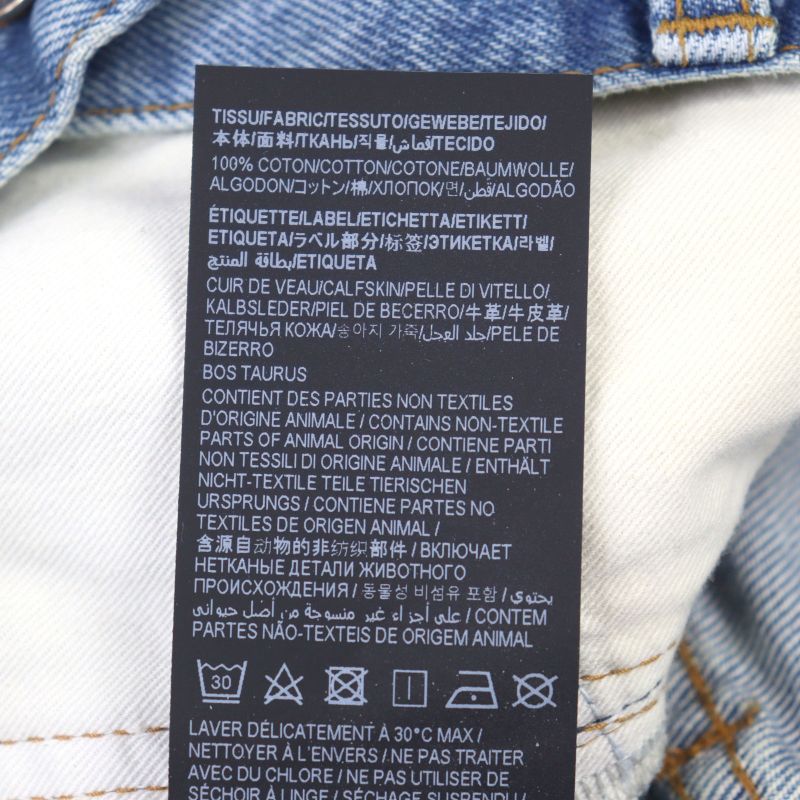 TISSU/FABRIC/TESSUTO/GEWEBE/TEJIDO/
本体/面料/ТКАНЬ/직물/قماش/TECIDO
100% COTON/COTTON/COTONE/BAUMWOLLE/
ALGODON/コットン/棉/ХЛОПОК/면/قطن/ALGODÃO
ÉTIQUETTE/LABEL/ETICHETTA/ETIKETT/
ETIQUETA/ラベル部分/标签/ЭТИКЕТКА/라벨/
بطاقة المنتج/ETIQUETA
CUIR DE VEAU/CALFSKIN/PELLE DI VITELLO/
KALBSLEDER/PIEL DE BECERRO/牛革/牛皮革/
ТЕЛЯЧЬЯ КОЖА/송아지 가죽/جلد العجل/PELE DE
BIZERRO
BOS TAURUS
CONTIENT DES PARTIES NON TEXTILES
D'ORIGINE ANIMALE / CONTAINS NON-TEXTILE
PARTS OF ANIMAL ORIGIN / CONTIENE PARTI
NON TESSILI DI ORIGINE ANIMALE / ENTHÄLT
NICHT-TEXTILE TEILE TIERISCHEN
URSPRUNGS / CONTIENE PARTES NO
TEXTILES DE ORIGEN ANIMAL /
含源自动物的非纺织部件 / ВКЛЮЧАЕТ
НЕТКАНЫЕ ДЕТАЛИ ЖИВОТНОГО
ПРОИСХОЖДЕНИЯ / 동물성 비섬유 포함 / يحتوي
على أجزاء غير منسوجة من أصل حيواني / CONTEM
PARTES NÃO-TEXTEIS DE ORIGEM ANIMAL
30
LAVER DÉLICATEMENT À 30°C MAX /
NETTOYER À L'ENVERS / NE PAS TRAITER
AVEC DU CHLORE / NE PAS UTILISER DE
SÉCHOIR À LINGE / SÉCHAGE SUSPENDU /